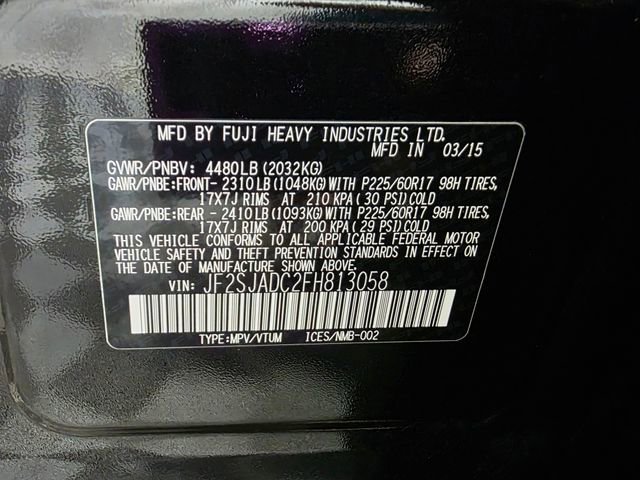 MFD BY FUJI HEAVY INDUSTRIES LTD.
MFD IN 03/15
GVWR/PNBV: 4480LB (2032KG)
GAWR/PNBE:FRONT- 2310LB (1048KG)WITH P225/60R17 98H TIRES,
17X7J RIMS AT 210 KPA ( 30 PSI)COLD
GAWR/PNBE:REAR - 2410LB (1093KG)WITH P225/60R17 98H TIRES,
17X7J RIMS AT 200 KPA ( 29 PSI)COLD
THIS VEHICLE CONFORMS TO ALL APPLICABLE FEDERAL MOTOR
VEHICLE SAFETY AND THEFT PREVENTION STANDARDS IN EFFECT
ON THE DATE OF MANUFACTURE SHOWN ABOVE.
VIN: JF2SJADC2FH813058
TYPE:MPV/VTUM ICES/NMB-002